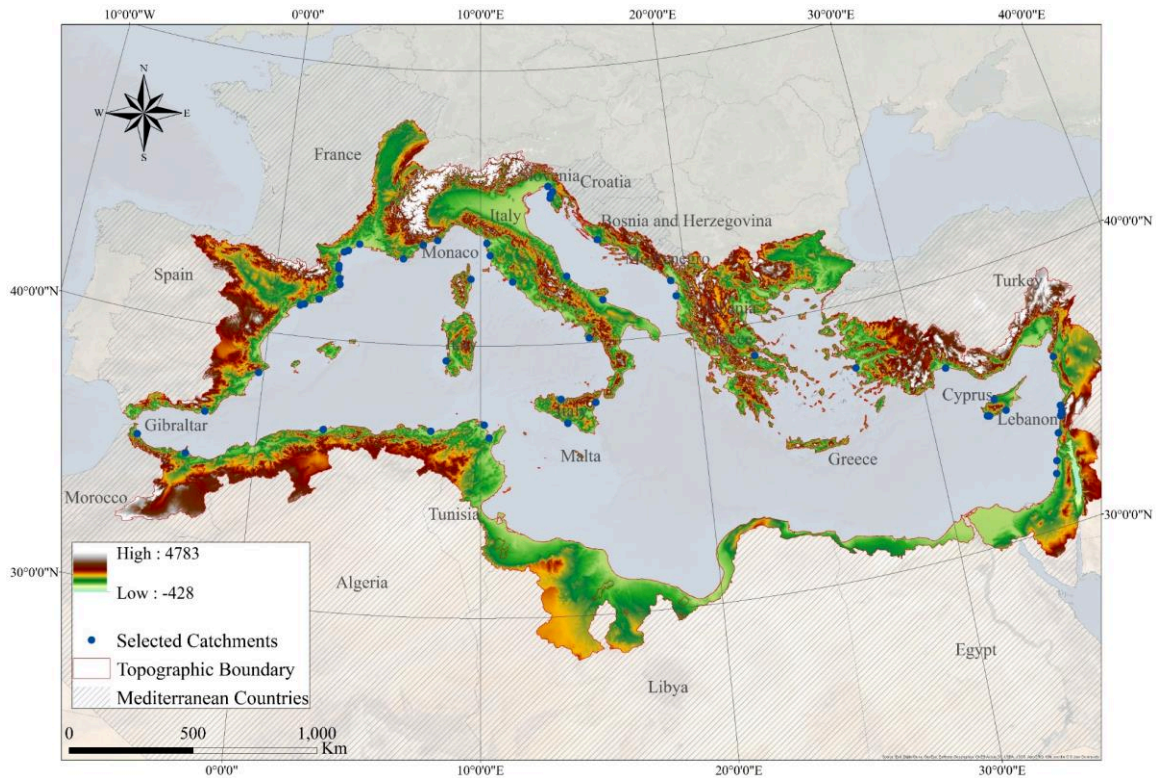 10°0'0"W 0°0'0" 10°0'0"E 20°0'0"E 30°0'0"E 40°0'0"E
N
W E
S
France
Slovenia
Croatia
Italy
Bosnia and Herzegovina
Monaco
Spain
Turkey
40°0'0"N
40°0'0"N
Cyprus
Gibraltar
Lebanon
Malta
Greece
Morocco
Tunisia
30°0'0"N
High : 4783
Low : -428
30°0'0"N
Algeria
Selected Catchments
Topographic Boundary
Mediterranean Countries
Egypt
Libya
0 500 1,000
Km
0°0'0" 10°0'0"E 20°0'0"E 30°0'0"E